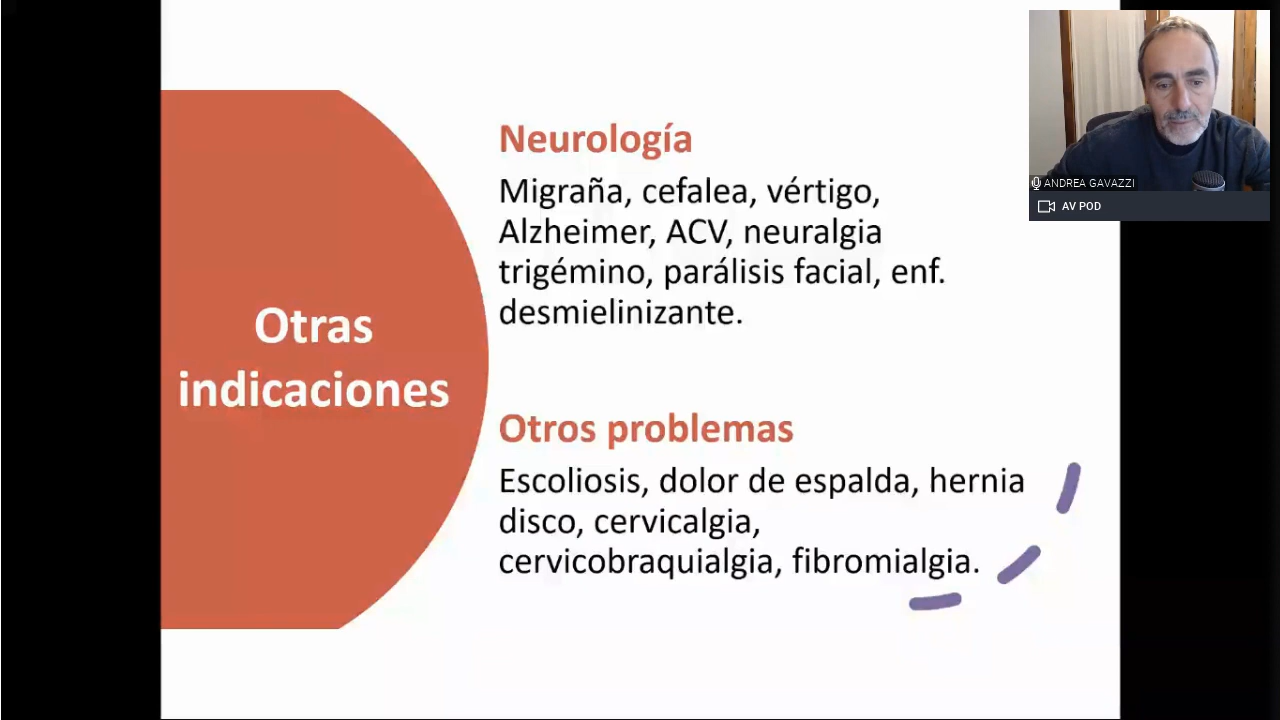 Otras
indicaciones
Neurología
Migraña, cefalea, vértigo,
Alzheimer, ACV, neuralgia
trigémino, parálisis facial, enf.
desmielinizante.
Otros problemas
Escoliosis, dolor de espalda, hernia
disco, cervicalgia,
cervicobraquialgia, fibromialgia.
ANDREA GAVAZZI
AV POD